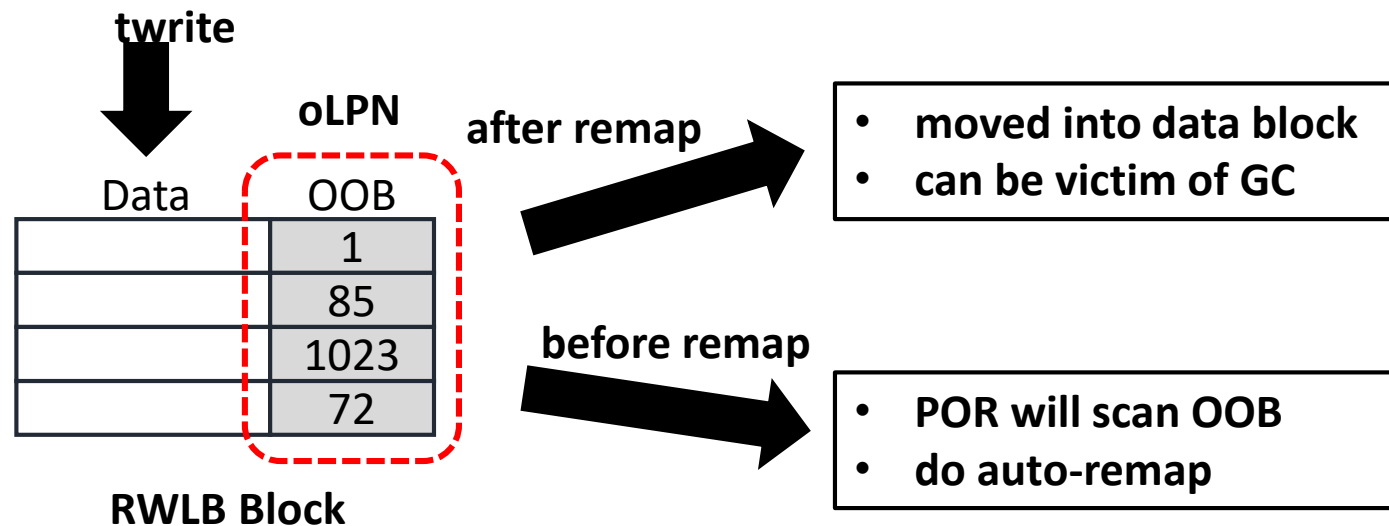 twrite
oLPN
Data OOB
1
85
1023
72
RWLB Block
after remap
• moved into data block
• can be victim of GC
before remap
• POR will scan OOB
• do auto-remap